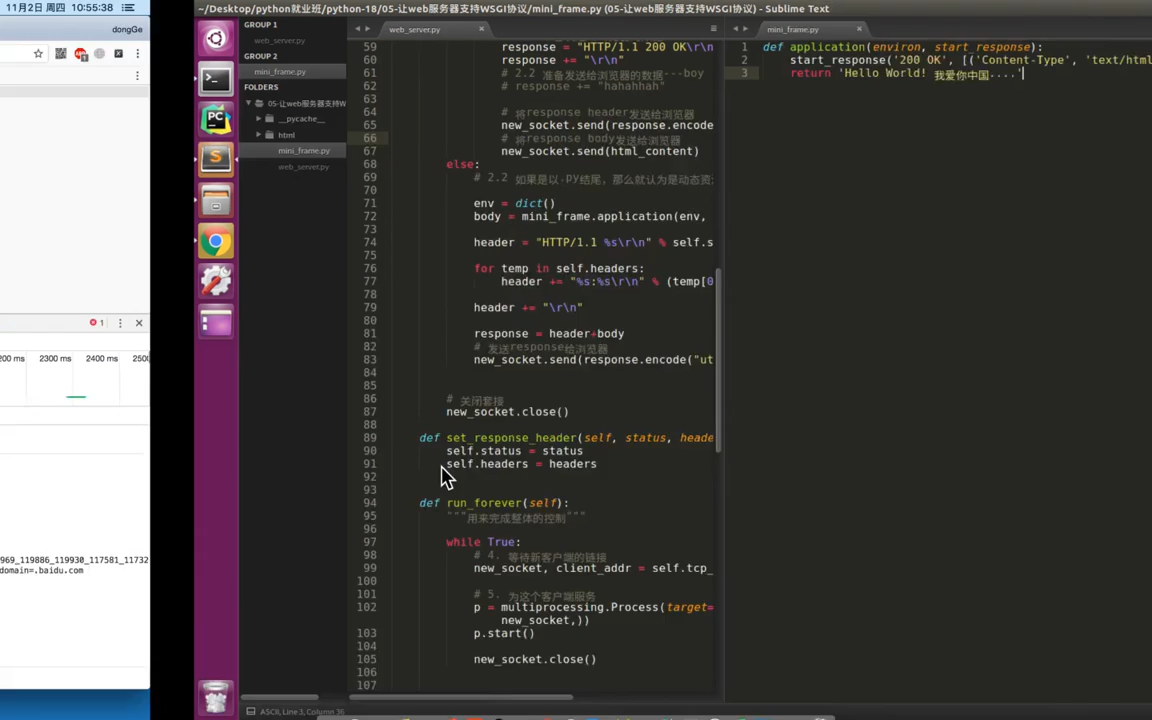 11月2日 周四 10:55:38
dongGe
1
200 ms 2300 ms 2400 ms 2500
969_119886_119930_117581_11732
domain=.baidu.com
~/Desktop/python就业班/python-18/05-让web服务器支持WSGI协议/mini_frame.py (05-让web服务器支持WSGI协议) - Sublime Text
GROUP 1
web_server.py
GROUP 2
mini_frame.py
FOLDERS
05-让web服务器支持W
__pycache__
html
mini_frame.py
web_server.py
web_server.py
59 response = "HTTP/1.1 200 OK\r\n
60 response += "\r\n"
61 # 2.2 准备发送给浏览器的数据---boy
62 # response += "hahahhah"
63
64 # 将response header发送给浏览器
65 new_socket.send(response.encode
66 # 将response body发送给浏览器
67 new_socket.send(html_content)
68 else:
69 # 2.2 如果是以.py结尾，那么就认为是动态资
70
71 env = dict()
72 body = mini_frame.application(env,
73
74 header = "HTTP/1.1 %s\r\n" % self.s
75
76 for temp in self.headers:
77 header += "%s:%s\r\n" % (temp[0
78
79 header += "\r\n"
80
81 response = header+body
82 # 发送response给浏览器
83 new_socket.send(response.encode("ut
84
85
86 # 关闭套接
87 new_socket.close()
88
89 def set_response_header(self, status, heade
90 self.status = status
91 self.headers = headers
92
93
94 def run_forever(self):
95 """用来完成整体的控制"""
96
97 while True:
98 # 4. 等待新客户端的链接
99 new_socket, client_addr = self.tcp_
100
101 # 5. 为这个客户端服务
102 p = multiprocessing.Process(target=
new_socket,))
103 p.start()
104
105 new_socket.close()
106
107
mini_frame.py
1 def application(environ, start_response):
2 start_response('200 OK', [('Content-Type', 'text/html
3 return 'Hello World! 我爱你中国....'
ASCII, Line 3, Column 36